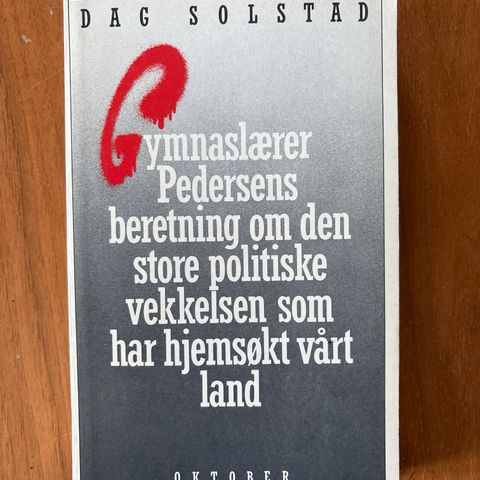 DAG SOLSTAD
Gymnaslærer
Pedersens
beretning om den
store politiske
vekkelsen som
har hjemsøkt vårt
land
OKTOBER